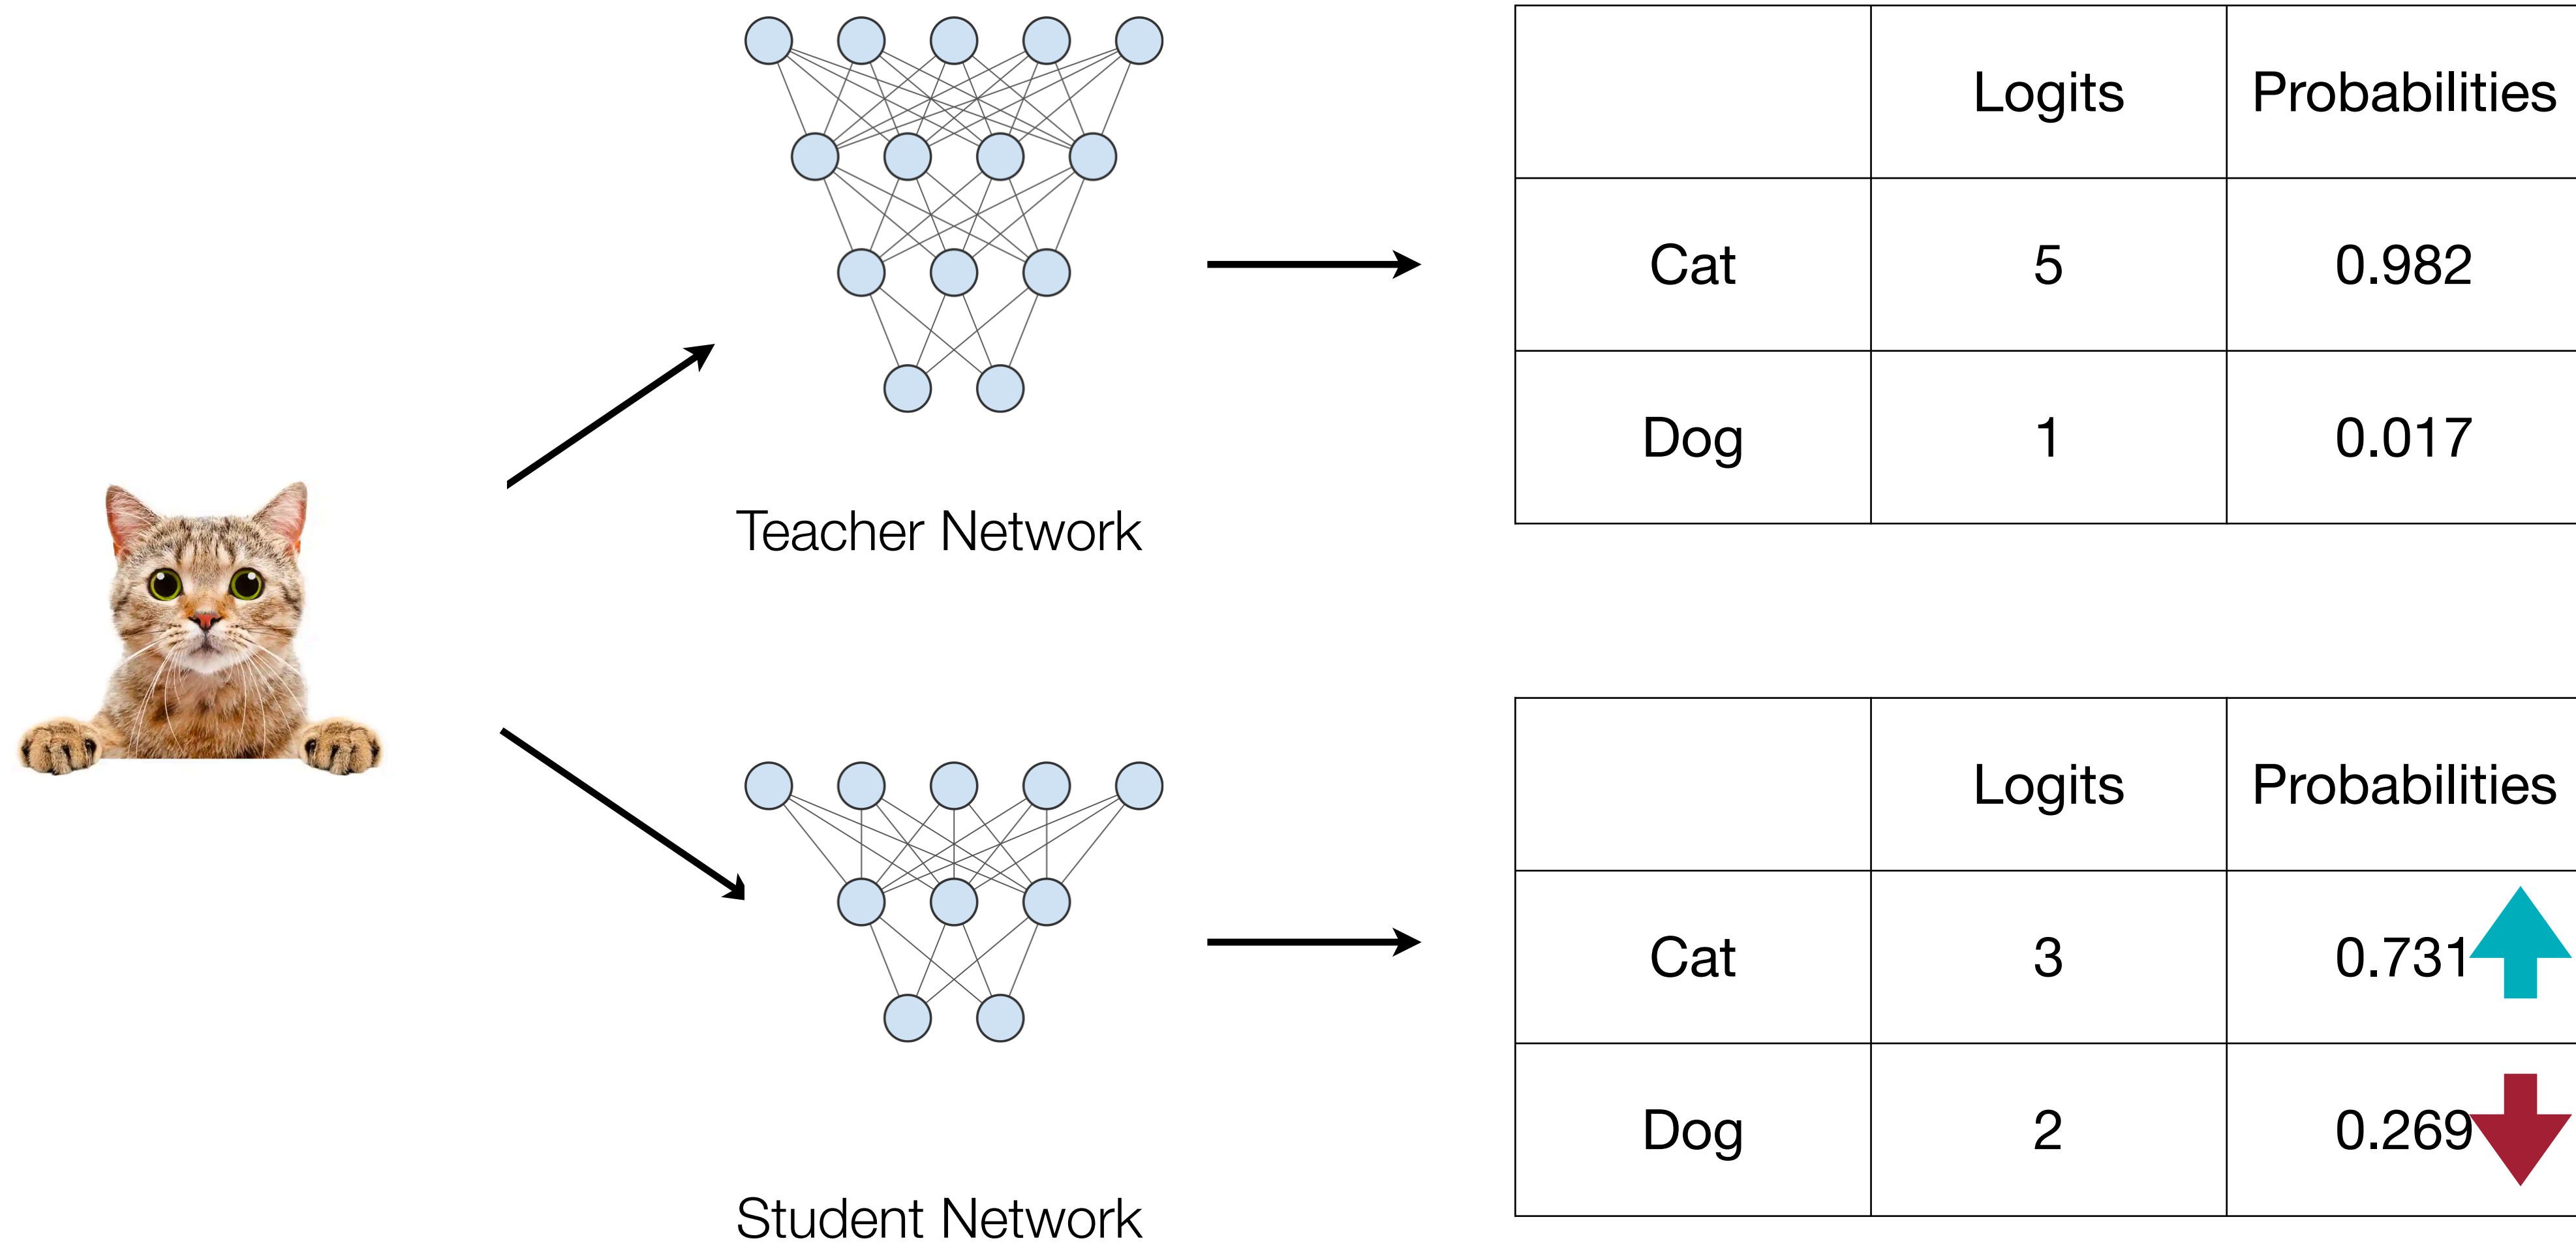 Logits Probabilities
Cat 5 0.982
Dog 1 0.017
Teacher Network
Logits Probabilities
Cat 3 0.731
Dog 2 0.269
Student Network